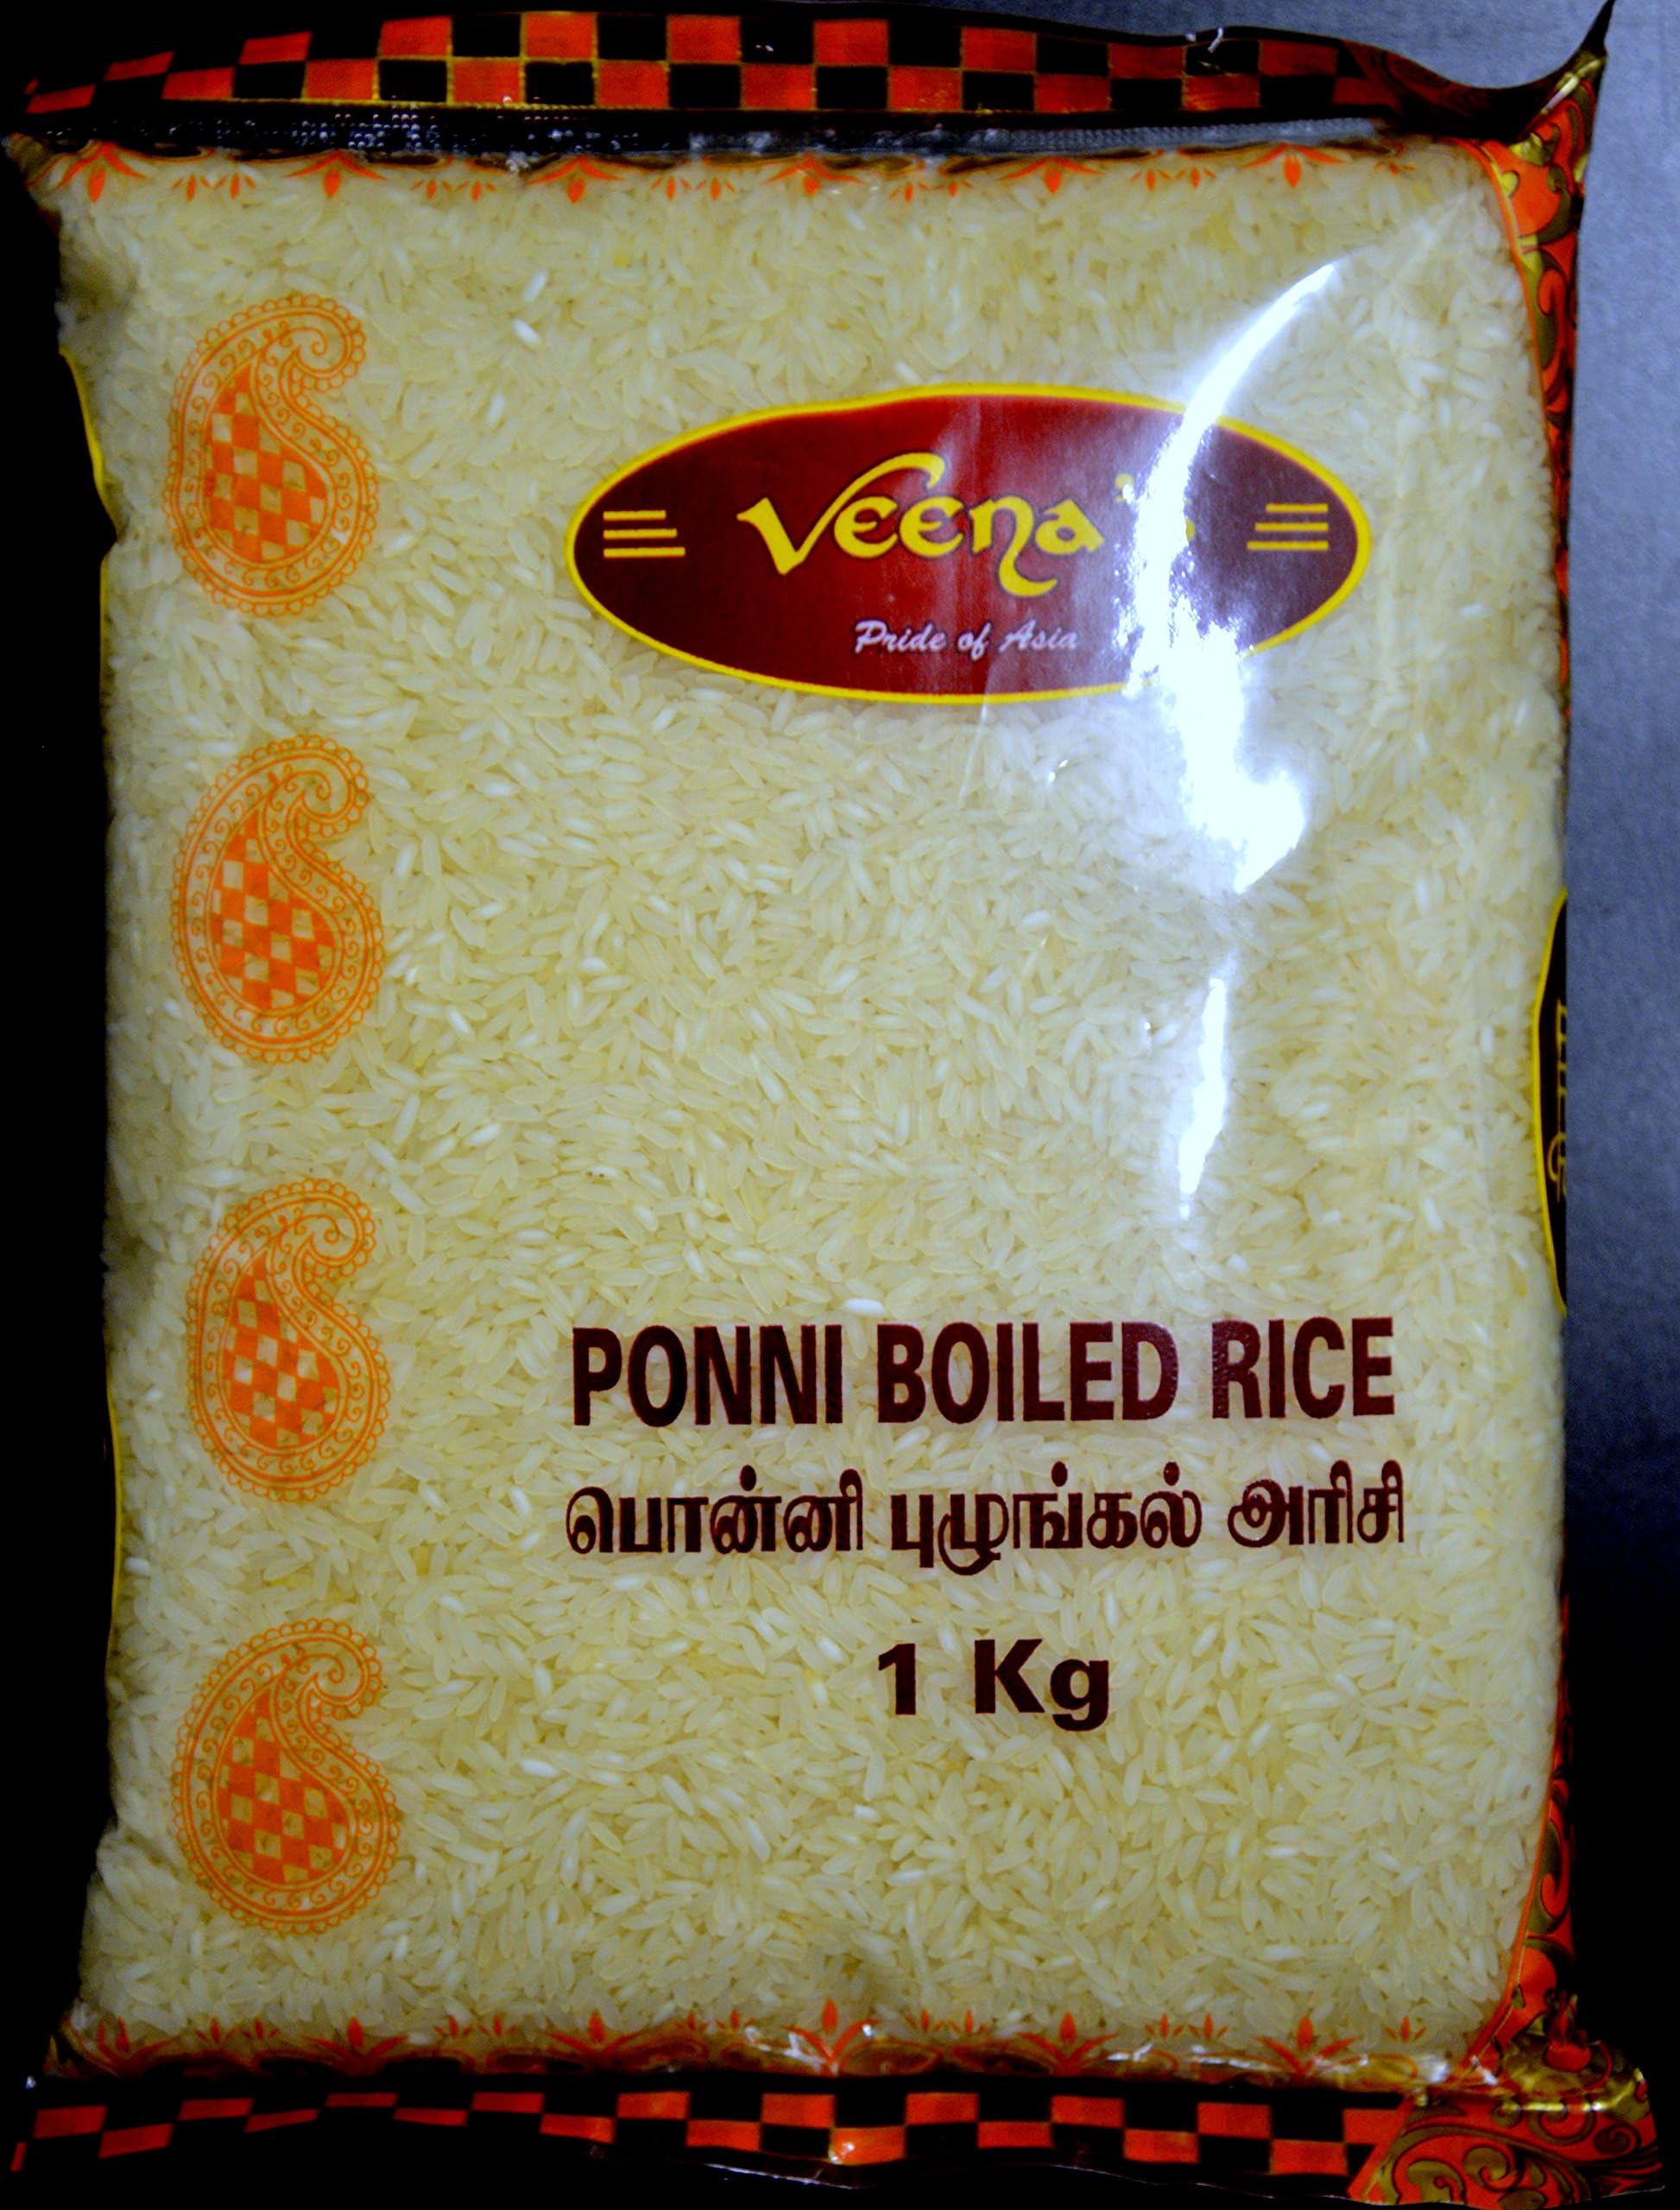 Veena's
Pride of Asia
PONNI BOILED RICE
பொன்னி புழுங்கல் அரிசி
1 Kg